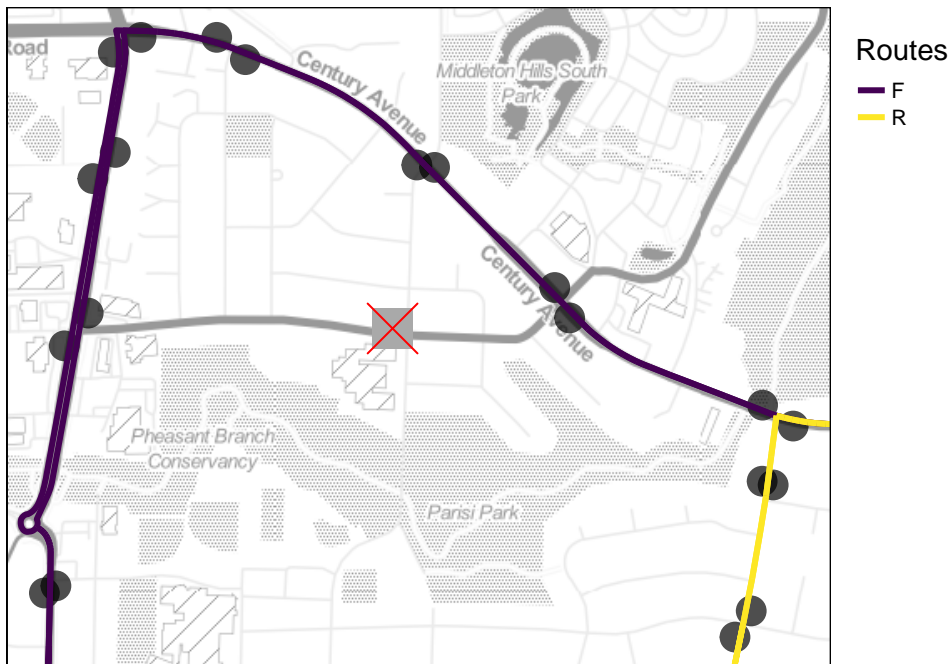 Road
Century Avenue
Middleton Hills South
Park
Century Avenue
Pheasant Branch
Conservancy
Parisi Park
Routes
F
R